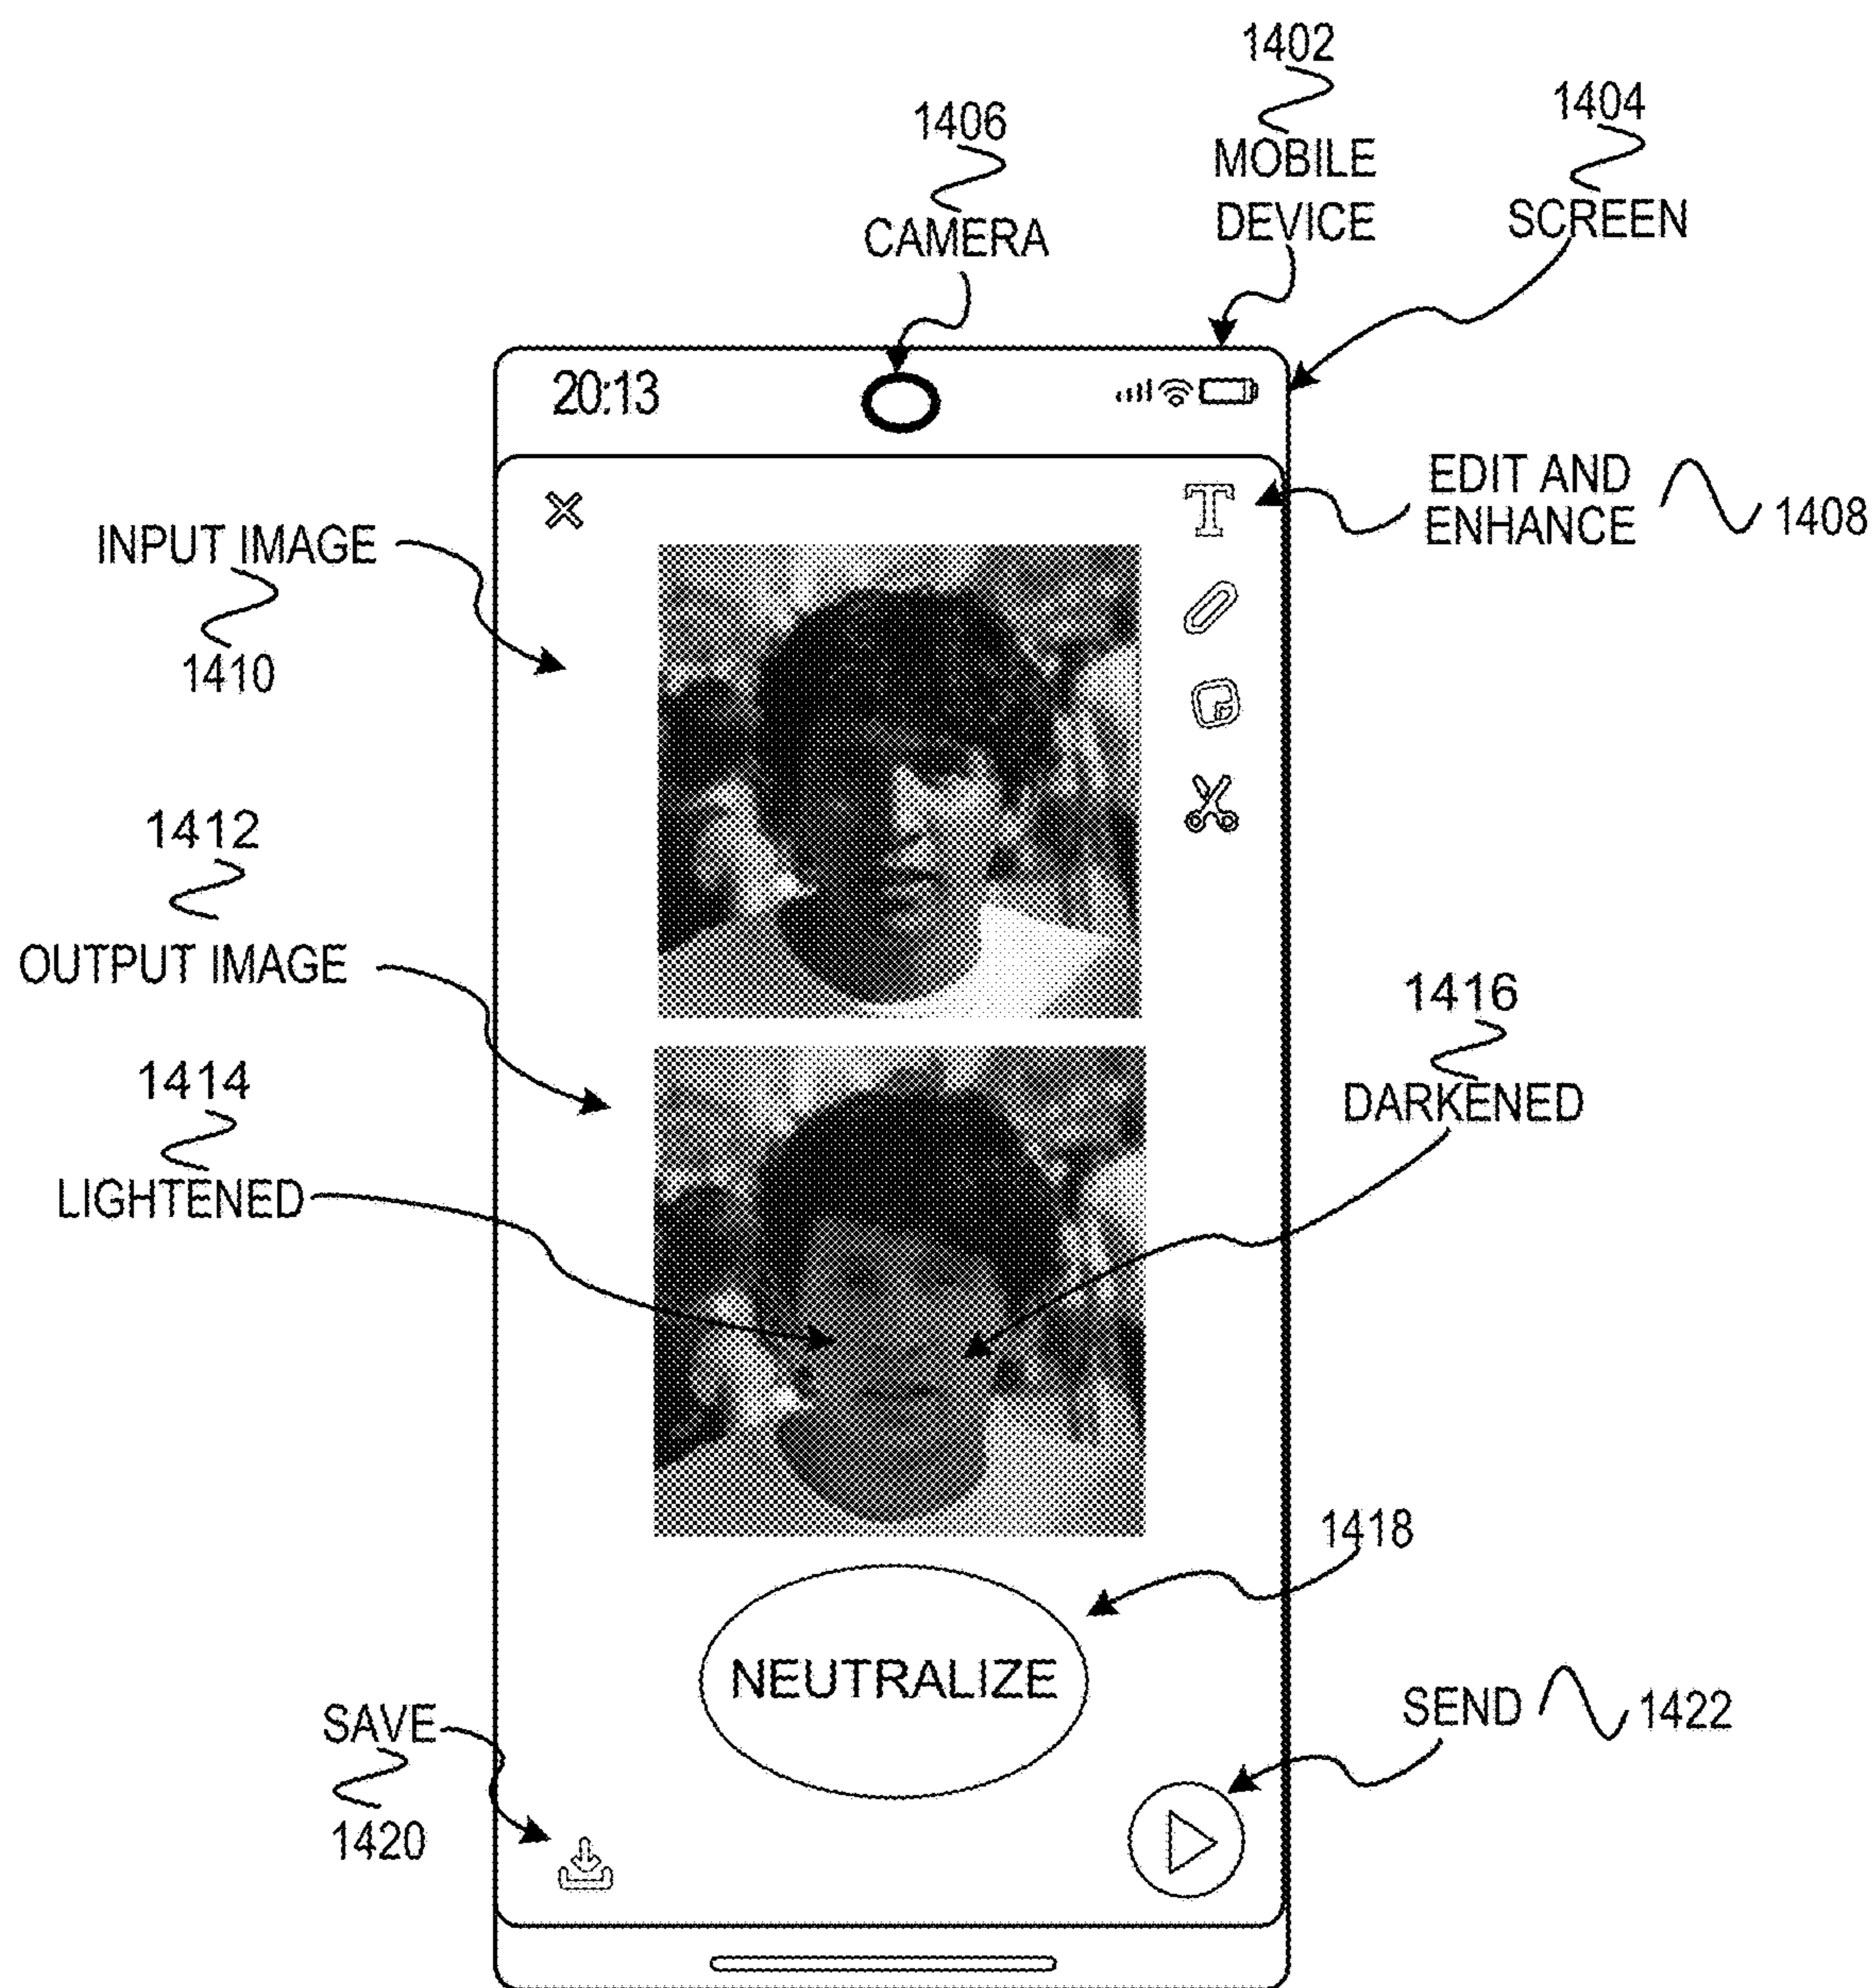 1402
1404
1406
MOBILE
DEVICE
SCREEN
CAMERA
20:13
EDIT AND
ENHANCE
1408
T
INPUT IMAGE
1410
1412
OUTPUT IMAGE
1416
DARKENED
1414
LIGHTENED
1418
NEUTRALIZE
SEND
1422
SAVE
1420